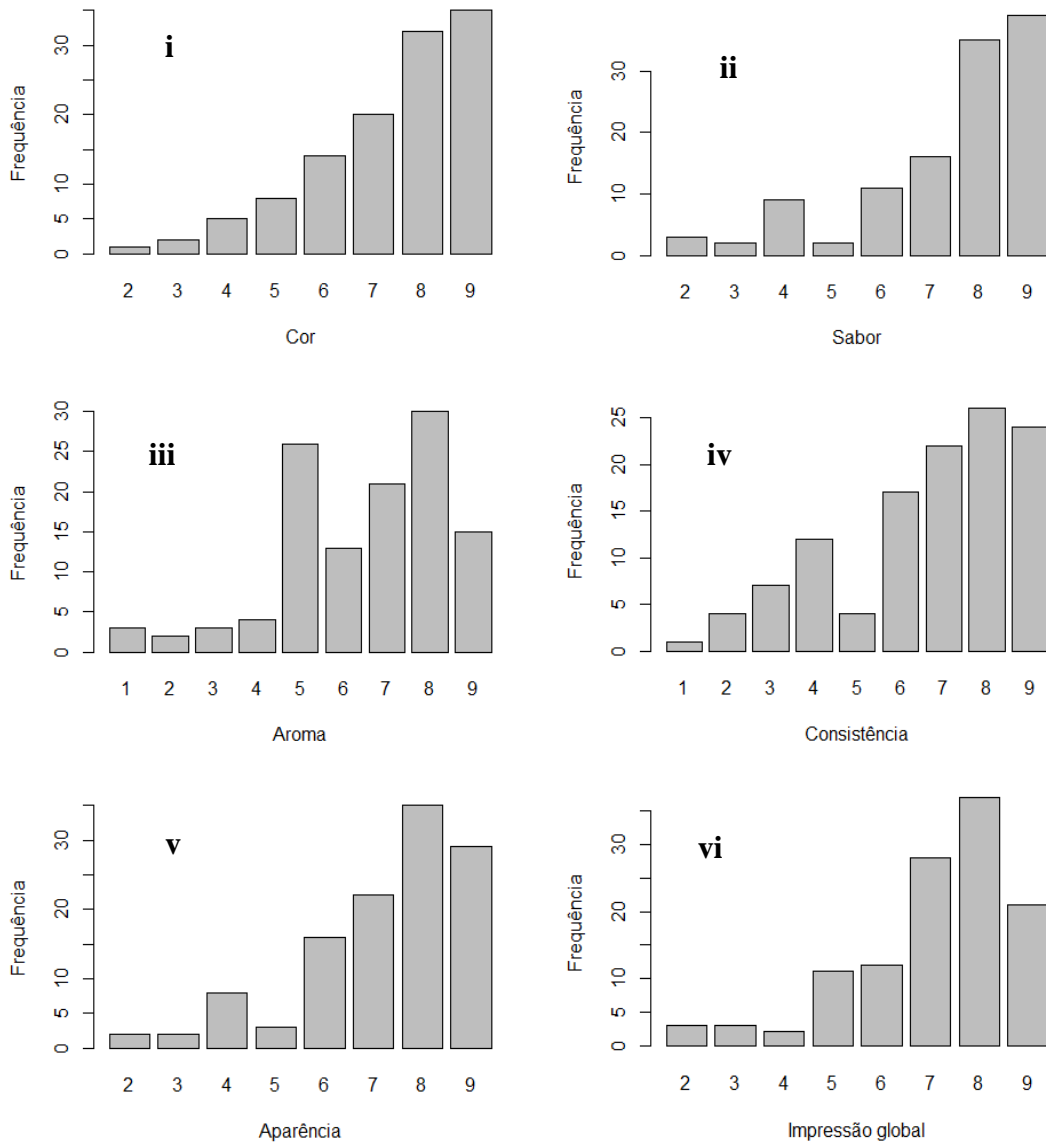 i
Frequência
0 5 10 20 30
2 3 4 5 6 7 8 9
Cor
ii
Frequência
0 10 20 30
2 3 4 5 6 7 8 9
Sabor
iii
Frequência
0 5 10 15 20 25 30
1 2 3 4 5 6 7 8 9
Aroma
iv
Frequência
0 5 10 15 20 25
1 2 3 4 5 6 7 8 9
Consistência
v
Frequência
0 5 10 20 30
2 3 4 5 6 7 8 9
Aparência
vi
Frequência
0 5 10 20 30
2 3 4 5 6 7 8 9
Impressão global